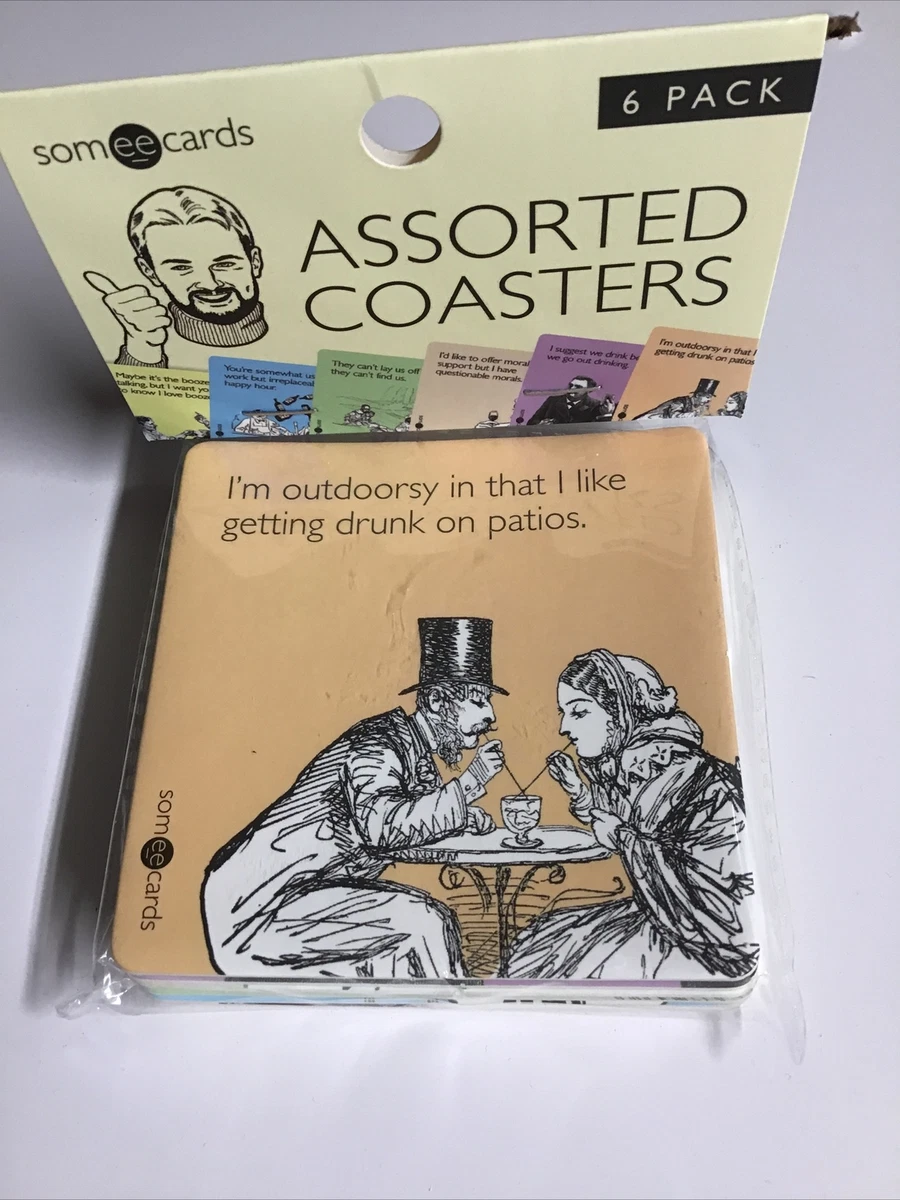 someecards
6 PACK
ASSORTED
COASTERS
Maybe it's the booze
talking, but I want yo
to know I love booz
You're somewhat us
work but irreplaceal
happy hour.
They can't lay us off
they can't find us.
I'd like to offer moral
support but I have
questionable morals.
I suggest we drink be
we go out drinking.
I'm outdoorsy in that I
getting drunk on patios
I'm outdoorsy in that I like
getting drunk on patios.
someecards